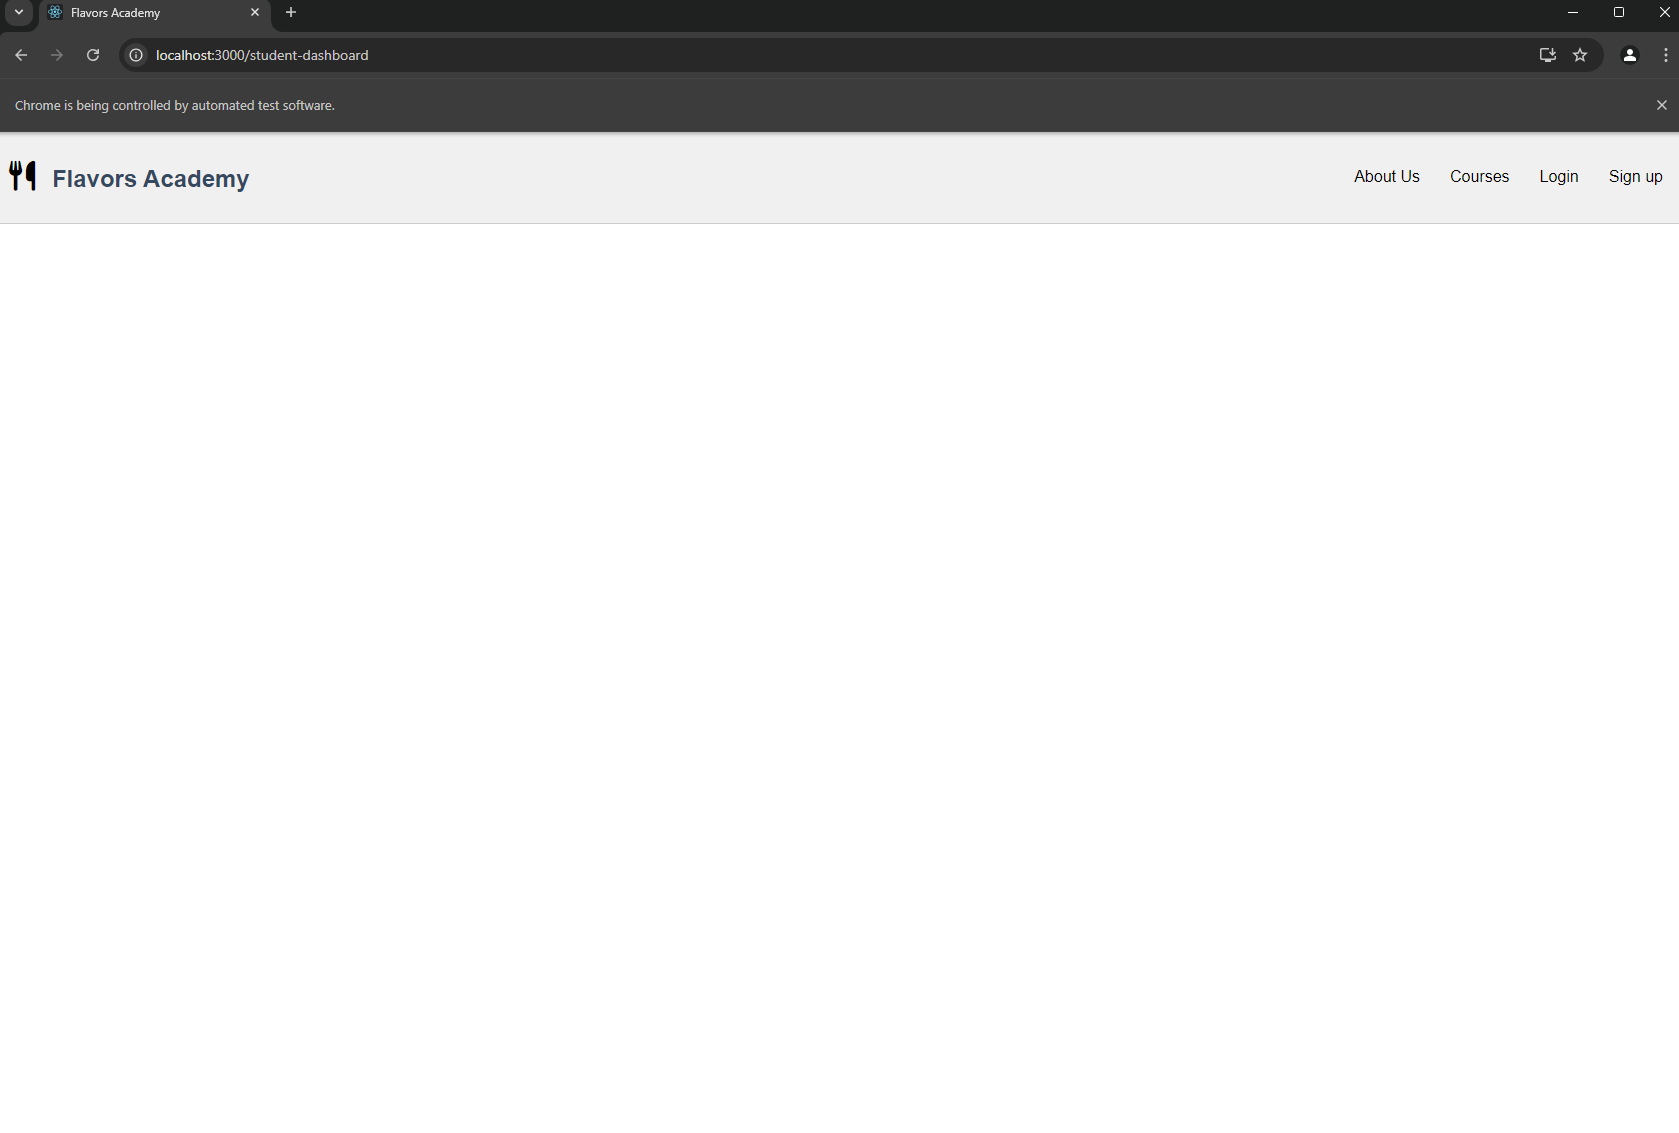 Flavors Academy
localhost:3000/student-dashboard
Chrome is being controlled by automated test software.
Flavors Academy
About Us
Courses
Login
Sign up